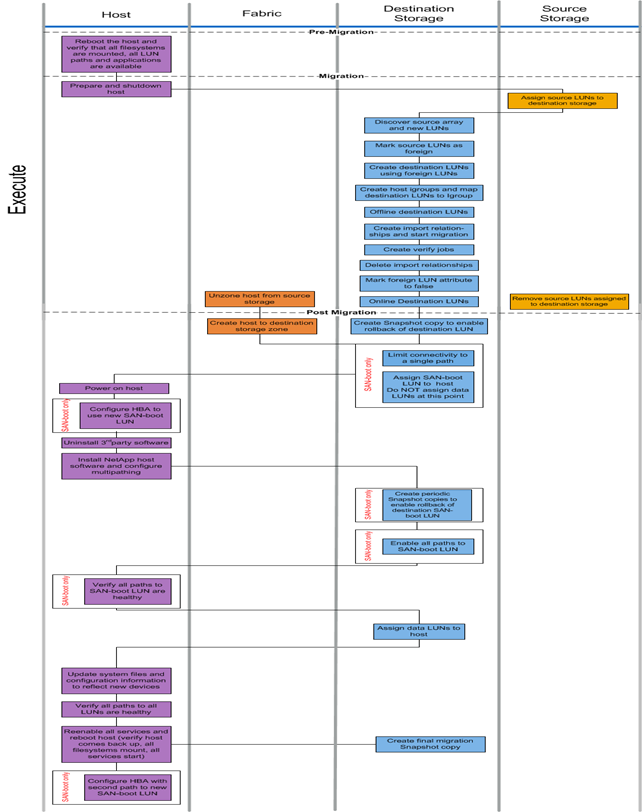 Host
Fabric
Destination
Storage
Source
Storage
Execute
Pre-Migration
Reboot the host and
verify that all filesystems
are mounted, all LUN
paths and applications
are available
Migration
Prepare and shutdown
host
Assign source LUNs to
destination storage
Discover source array
and new LUNs
Mark source LUNs as
foreign
Create destination LUNs
using foreign LUNs
Create host igroups and map
destination LUNs to Igroup
Offline destination LUNs
Create import relation-
ships and start migration
Create verify jobs
Delete import relationships
Mark foreign LUN attribute
to false
Online Destination LUNs
Unzone host from source
storage
Remove source LUNs assigned
to destination storage
Post Migration
Create host to destination
storage zone
Create Snapshot copy to enable
rollback of destination LUN
SAN-boot only
Limit connectivity to
a single path
Assign SAN-boot
LUN to host
Do NOT assign data
LUNs at this point
Power on host
SAN-boot only
Configure HBA to
use new SAN-boot
LUN
Uninstall 3rd party software
Install NetApp host
software and configure
multipathing
SAN-boot only
Create periodic
Snapshot copies to
enable rollback of
destination SAN-
boot LUN
SAN-boot only
Enable all paths to
SAN-boot LUN
SAN-boot only
Verify all paths to
SAN-boot LUN are
healthy
Assign data LUNs to
host
Update system files and
configuration information
to reflect new devices
Verify all paths to all
LUNs are healthy
Reenable all services and
reboot host (verify host
comes back up, all
filesystems mount, all
services start)
Create final migration
Snapshot copy
SAN-boot only
Configure HBA with
second path to new
SAN-boot LUN